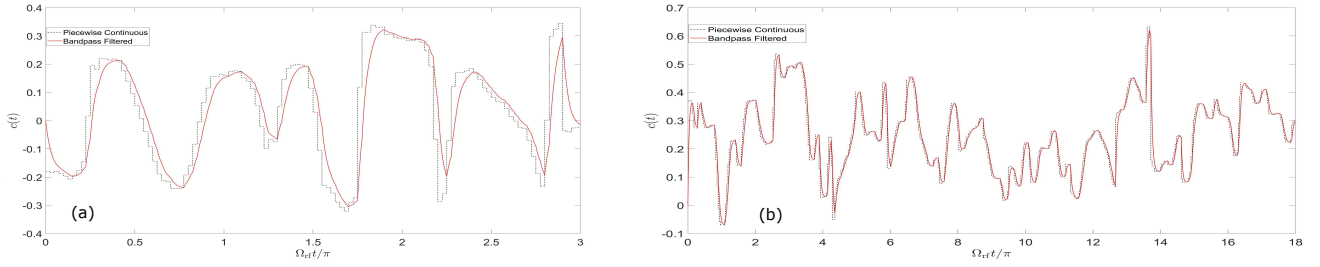 0.4
0.3
0.2
0.1
0
-0.1
-0.2
-0.3
-0.4
c(t)
Piecewise Continuous
Bandpass Filtered
(a)
0 0.5 1 1.5 2 2.5 3
Ω_rf t/π
0.7
0.6
0.5
0.4
0.3
0.2
0.1
0
-0.1
c(t)
Piecewise Continuous
Bandpass Filtered
(b)
0 2 4 6 8 10 12 14 16 18
Ω_rf t/π